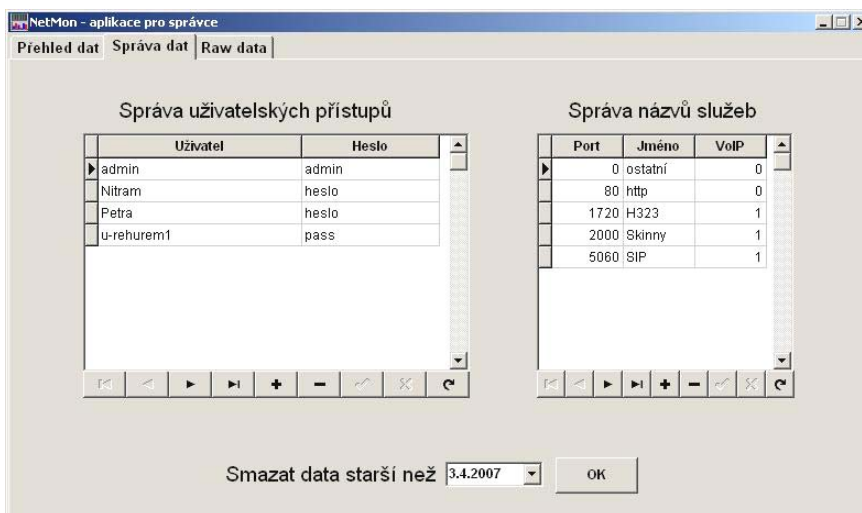 NetMon - aplikace pro správce
Přehled dat Správa dat Raw data
Správa uživatelských přístupů
Uživatel Heslo
admin admin
Nitram heslo
Petra heslo
u-rehurem1 pass
Správa názvů služeb
Port Jméno VoIP
0 ostatní 0
80 http 0
1720 H323 1
2000 Skinny 1
5060 SIP 1
Smazat data starší než 3.4.2007 OK